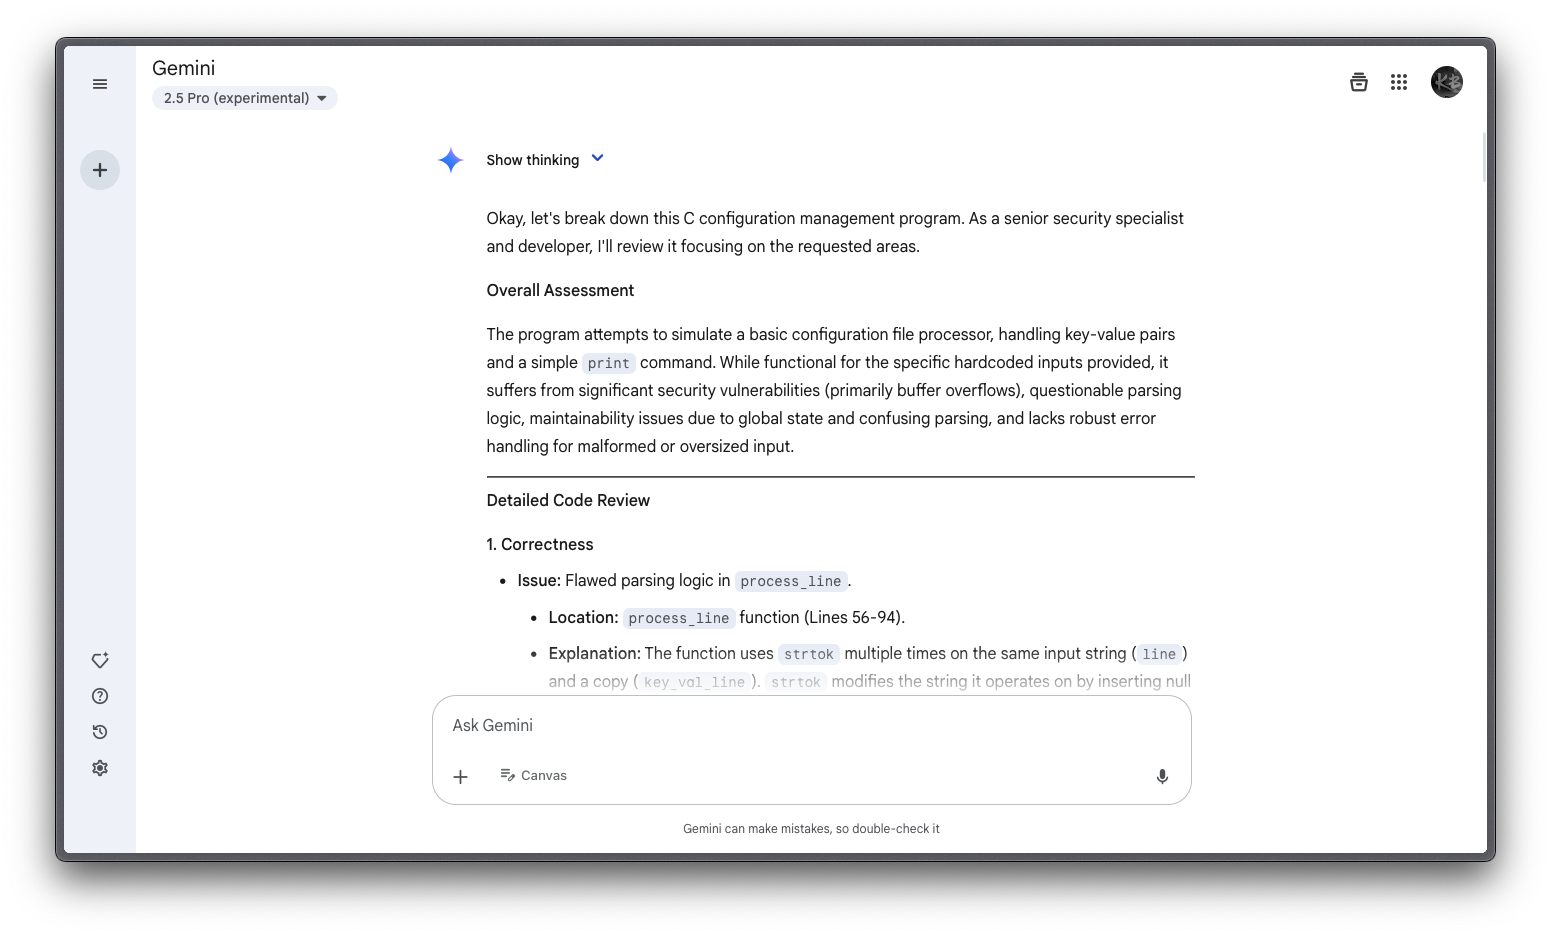 Gemini
2.5 Pro (experimental)
Show thinking
Okay, let's break down this C configuration management program. As a senior security specialist
and developer, I'll review it focusing on the requested areas.
Overall Assessment
The program attempts to simulate a basic configuration file processor, handling key-value pairs
and a simple print command. While functional for the specific hardcoded inputs provided, it
suffers from significant security vulnerabilities (primarily buffer overflows), questionable parsing
logic, maintainability issues due to global state and confusing parsing, and lacks robust error
handling for malformed or oversized input.
Detailed Code Review
1. Correctness
• Issue: Flawed parsing logic in process_line.
• Location: process_line function (Lines 56-94).
• Explanation: The function uses strtok multiple times on the same input string (line)
and a copy (key_val_line). strtok modifies the string it operates on by inserting null
Ask Gemini
Canvas
Gemini can make mistakes, so double-check it